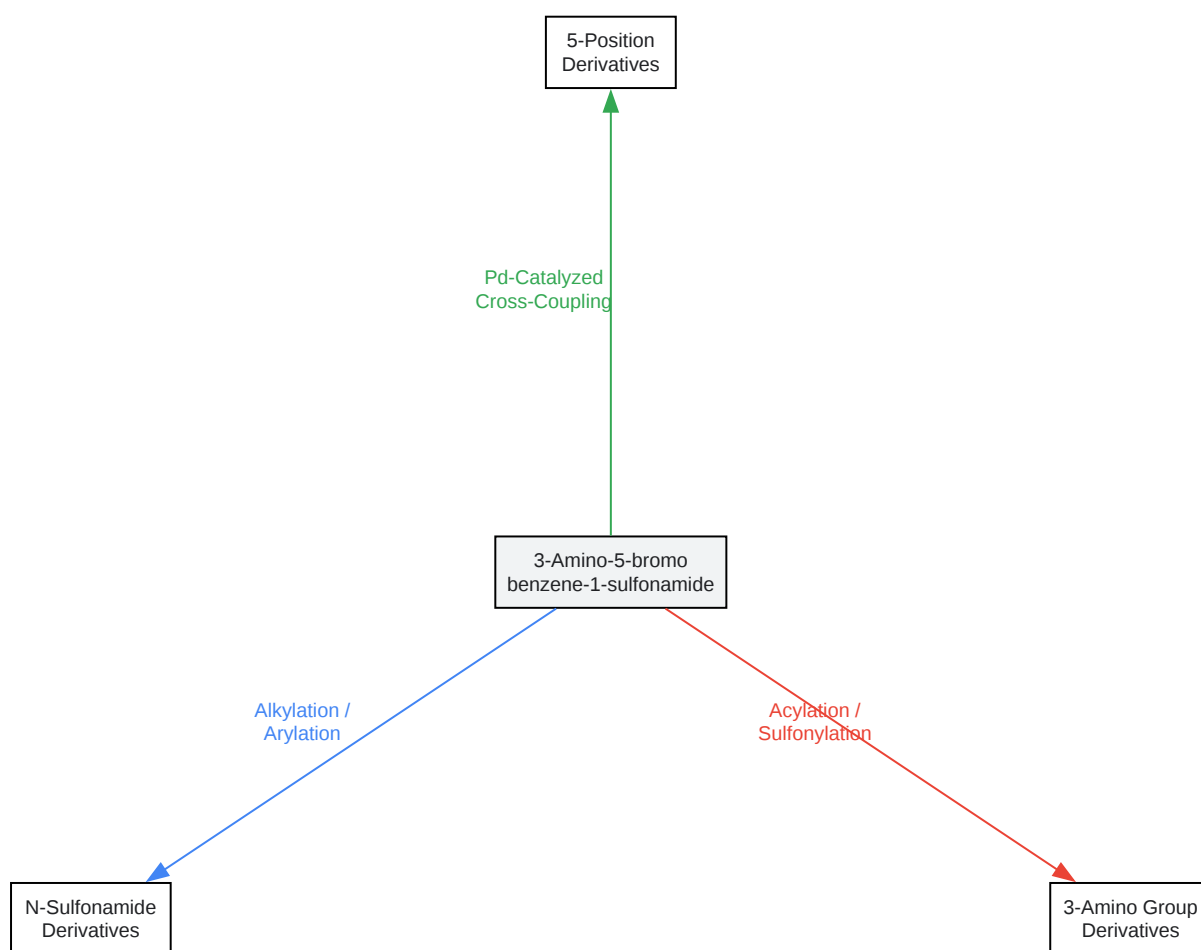 5-Position
Derivatives
Pd-Catalyzed
Cross-Coupling
3-Amino-5-bromo
benzene-1-sulfonamide
Alkylation /
Arylation
Acylation /
Sulfonylation
N-Sulfonamide
Derivatives
3-Amino Group
Derivatives